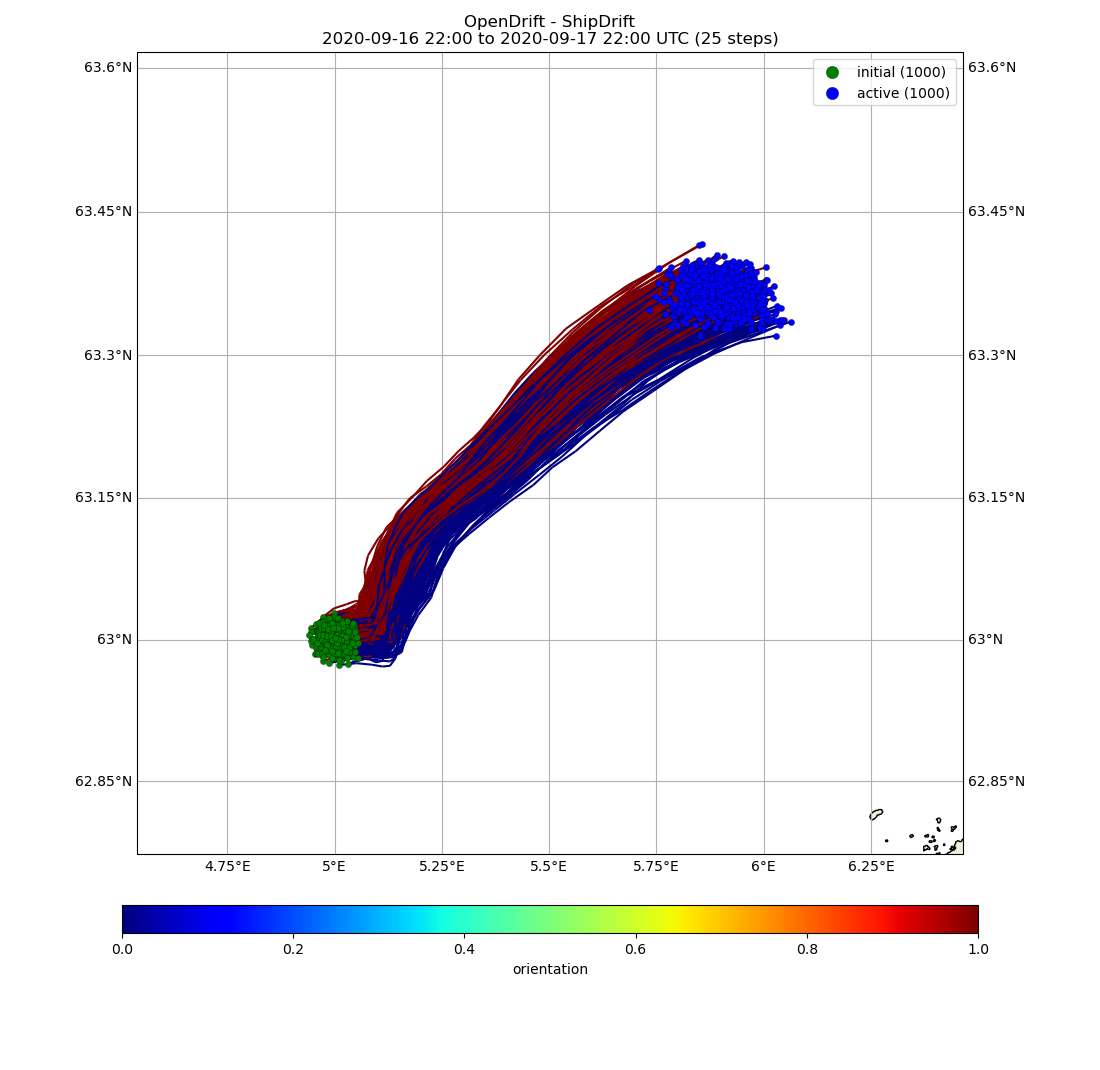 OpenDrift - ShipDrift
2020-09-16 22:00 to 2020-09-17 22:00 UTC (25 steps)
63.6°N 63.6°N
initial (1000)
active (1000)
63.45°N 63.45°N
63.3°N 63.3°N
63.15°N 63.15°N
63°N 63°N
62.85°N 62.85°N
4.75°E 5°E 5.25°E 5.5°E 5.75°E 6°E 6.25°E
0.0 0.2 0.4 0.6 0.8 1.0
orientation